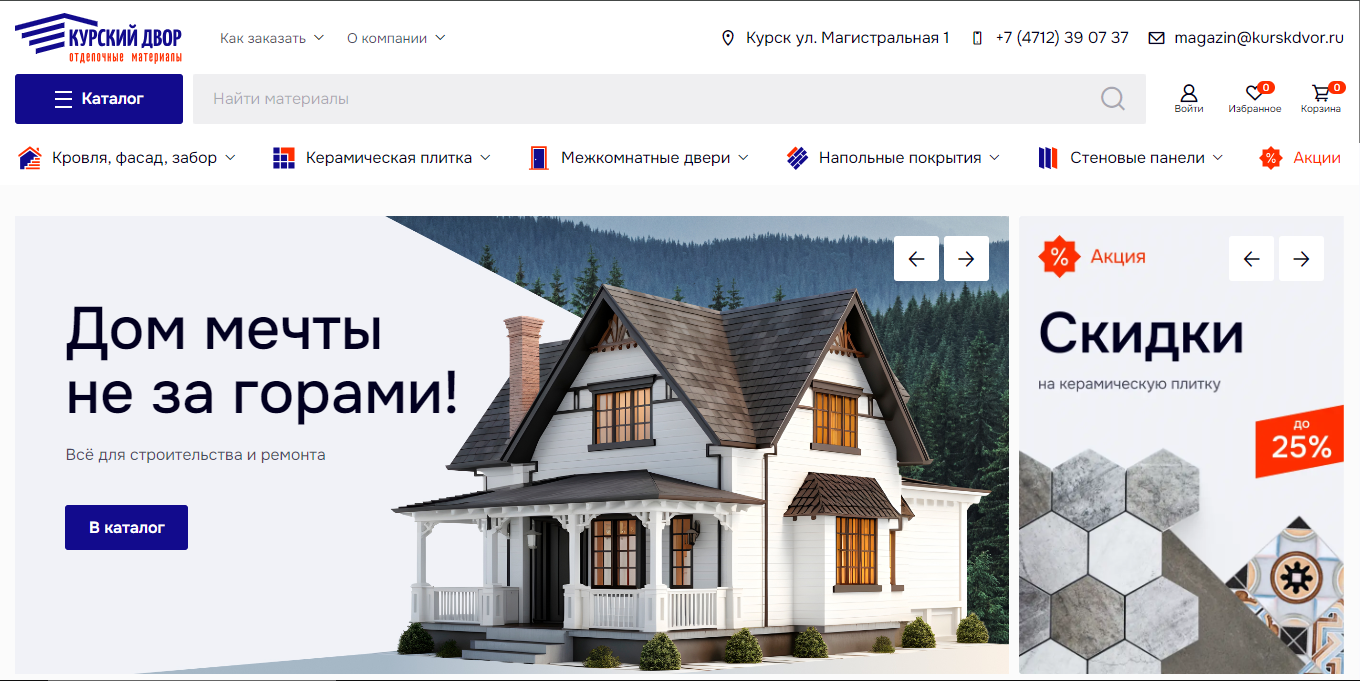 КУРСКИЙ ДВОР
отделочные материалы
Как заказать
О компании
Курск ул. Магистральная 1
+7 (4712) 39 07 37
magazin@kurskdvor.ru
Каталог
Найти материалы
Войти
0
Избранное
0
Корзина
Кровля, фасад, забор
Керамическая плитка
Межкомнатные двери
Напольные покрытия
Стеновые панели
% Акции
Дом мечты
не за горами!
Всё для строительства и ремонта
В каталог
% Акция
Скидки
на керамическую плитку
до
25%